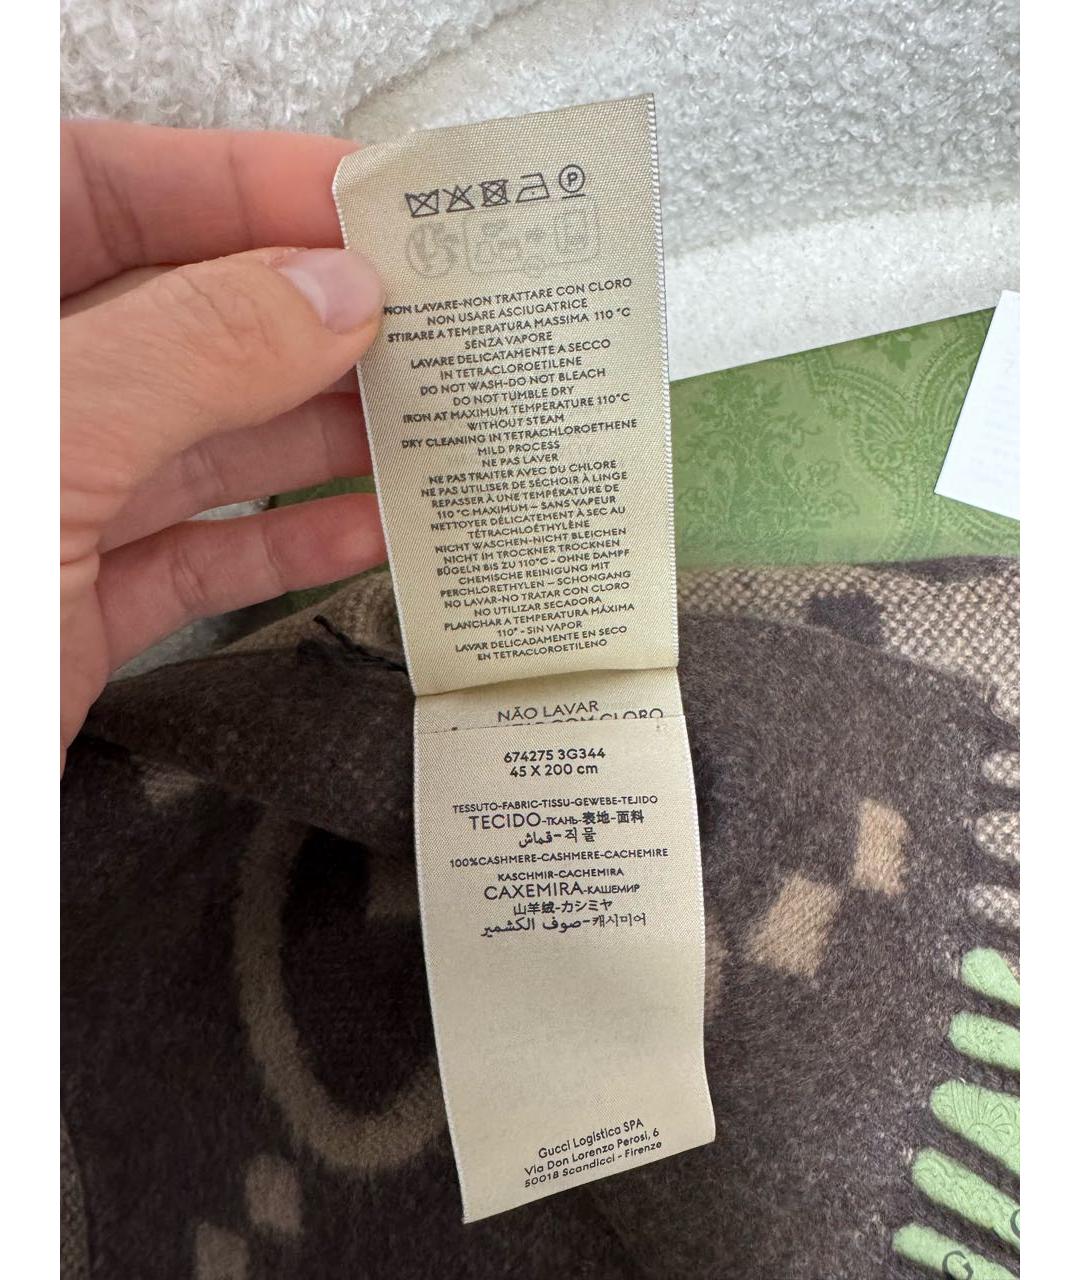 NON LAVARE-NON TRATTARE CON CLORO
NON USARE ASCIUGATRICE
STIRARE A TEMPERATURA MASSIMA 110 °C
SENZA VAPORE
LAVARE DELICATAMENTE A SECCO
IN TETRACLOROETILENE
DO NOT WASH-DO NOT BLEACH
DO NOT TUMBLE DRY
IRON AT MAXIMUM TEMPERATURE 110°C
WITHOUT STEAM
DRY CLEANING IN TETRACHLOROETHENE
MILD PROCESS
NE PAS LAVER
NE PAS TRAITER AVEC DU CHLORE
NE PAS UTILISER DE SÉCHOIR À LINGE
REPASSER À UNE TEMPÉRATURE DE
110 °C MAXIMUM – SANS VAPEUR
NETTOYER DÉLICATEMENT À SEC AU
TÉTRACHLOÉTHYLÈNE
NICHT WASCHEN-NICHT BLEICHEN
NICHT IM TROCKNER TROCKNEN
BÜGELN BIS ZU 110°C - OHNE DAMPF
CHEMISCHE REINIGUNG MIT
PERCHLORETHYLEN – SCHONGANG
NO LAVAR-NO TRATAR CON CLORO
NO UTILIZAR SECADORA
PLANCHAR A TEMPERATURA MÁXIMA
110° - SIN VAPOR
LAVAR DELICADAMENTE EN SECO
EN TETRACLOROETILENO
NÃO LAVAR
COM CLORO
674275 3G344
45 X 200 cm
TESSUTO-FABRIC-TISSU-GEWEBE-TEJIDO
TECIDO-ТКАНЬ-表地-面料
قماش-직물
100%CASHMERE-CASHMERE-CACHEMIRE
KASCHMIR-CACHEMIRA
CAXEMIRA-КАШЕМИР
山羊绒-カシミヤ
صوف الكشمير-캐시미어
Gucci Logistica SPA
Via Don Lorenzo Perosi, 6
50018 Scandicci - Firenze
G